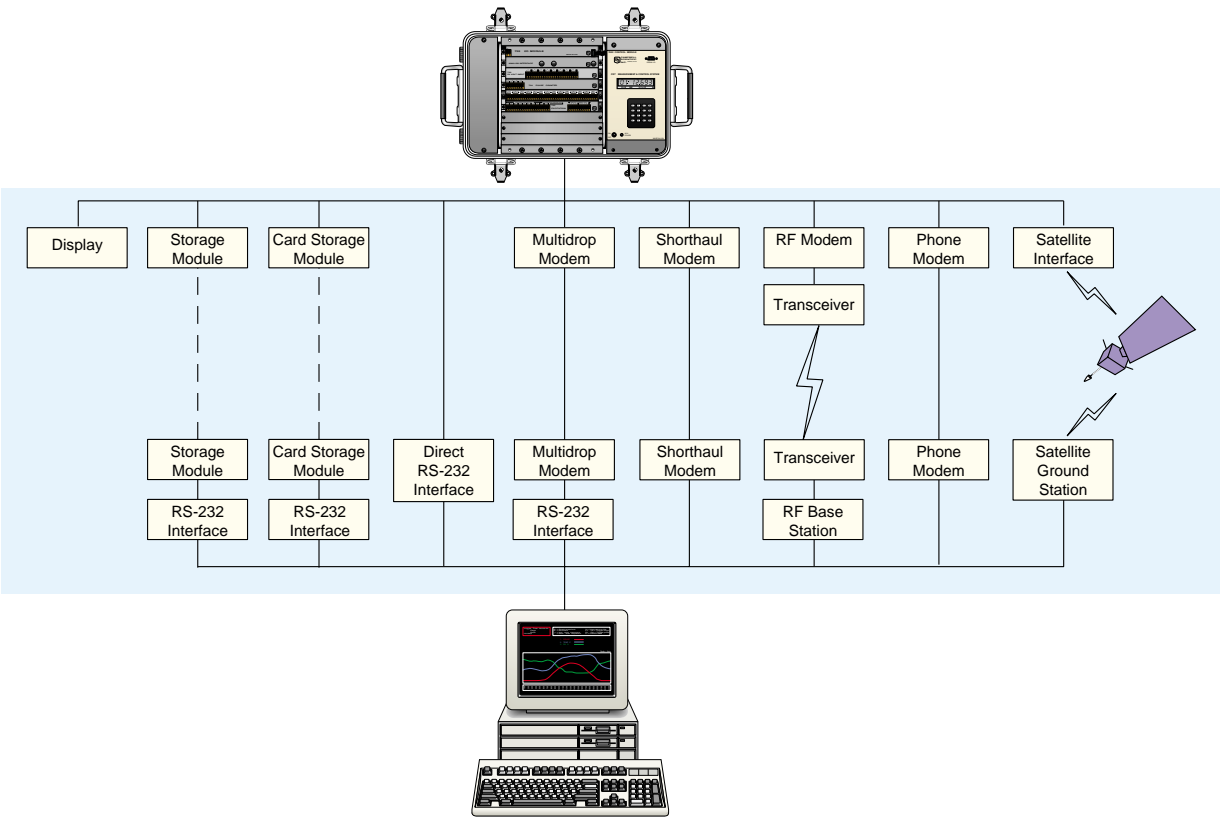 Display
Storage
Module
Card Storage
Module
Multidrop
Modem
Shorthaul
Modem
RF Modem
Phone
Modem
Satellite
Interface
Transceiver
Storage
Module
Card Storage
Module
Direct
RS-232
Interface
Multidrop
Modem
Shorthaul
Modem
Transceiver
Phone
Modem
Satellite
Ground
Station
RS-232
Interface
RS-232
Interface
RS-232
Interface
RF Base
Station